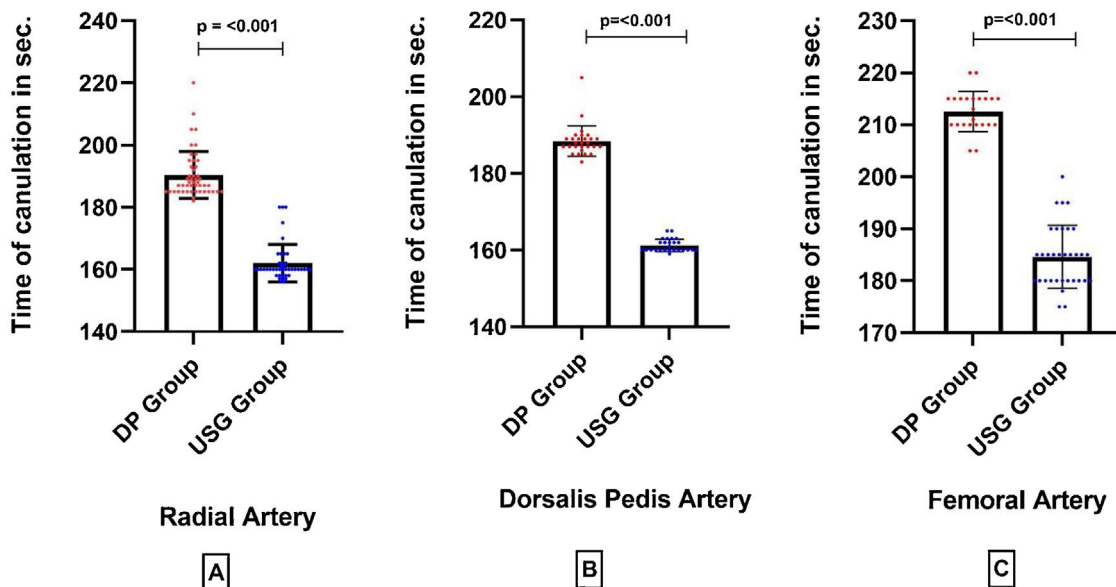 Time of canulation in sec.
p = <0.001
240
220
200
180
160
140
DP Group
USG Group
Radial Artery
A
Time of canulation in sec.
p=<0.001
220
200
180
160
140
DP Group
USG Group
Dorsalis Pedis Artery
B
Time of canulation in sec.
p=<0.001
230
220
210
200
190
180
170
DP Group
USG Group
Femoral Artery
C